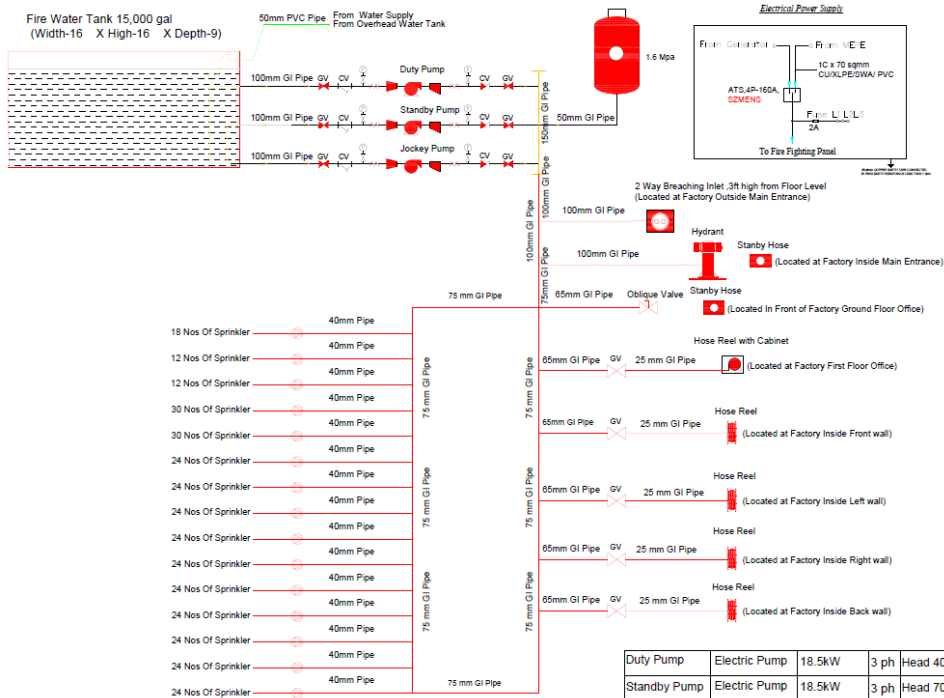 Fire Water Tank 15,000 gal
(Width-16 X High-16 X Depth-9)
50mm PVC Pipe
From Water Supply
From Overhead Water Tank
Electrical Power Supply
From Generator
From MEPE
1C x 70 sqmm
CU/XLPE/SWA/ PVC
ATS,4P-160A,
SZMENS
Fuse L1 L2L3
2A
To Fire Fighting Panel
1.6 Mpa
100mm GI Pipe GV CV Duty Pump CV GV
100mm GI Pipe GV CV Standby Pump CV GV
50mm GI Pipe
100mm GI Pipe GV CV Jockey Pump CV GV
150mm GI Pipe
100mm GI Pipe
100mm GI Pipe
75mm GI Pipe
2 Way Breaching Inlet ,3ft high from Floor Level
(Located at Factory Outside Main Entrance)
100mm GI Pipe
Hydrant
100mm GI Pipe
Stanby Hose
(Located at Factory Inside Main Entrance)
75 mm GI Pipe
65mm GI Pipe
Oblique Valve
Stanby Hose
(Located In Front of Factory Ground Floor Office)
Hose Reel with Cabinet
65mm GI Pipe GV 25 mm GI Pipe
(Located at Factory First Floor Office)
Hose Reel
65mm GI Pipe GV 25 mm GI Pipe
(Located at Factory Inside Front wall)
Hose Reel
65mm GI Pipe GV 25 mm GI Pipe
(Located at Factory Inside Left wall)
Hose Reel
65mm GI Pipe GV 25 mm GI Pipe
(Located at Factory Inside Right wall)
Hose Reel
65mm GI Pipe GV 25 mm GI Pipe
(Located at Factory Inside Back wall)
40mm Pipe
18 Nos Of Sprinkler
40mm Pipe
12 Nos Of Sprinkler
40mm Pipe
12 Nos Of Sprinkler
40mm Pipe
30 Nos Of Sprinkler
40mm Pipe
30 Nos Of Sprinkler
40mm Pipe
24 Nos Of Sprinkler
40mm Pipe
24 Nos Of Sprinkler
40mm Pipe
24 Nos Of Sprinkler
40mm Pipe
24 Nos Of Sprinkler
40mm Pipe
24 Nos Of Sprinkler
40mm Pipe
24 Nos Of Sprinkler
40mm Pipe
24 Nos Of Sprinkler
40mm Pipe
24 Nos Of Sprinkler
40mm Pipe
24 Nos Of Sprinkler
40mm Pipe
24 Nos Of Sprinkler
75 mm GI Pipe
75 mm GI Pipe
75 mm GI Pipe
75 mm GI Pipe
75 mm GI Pipe
75 mm GI Pipe
75 mm GI Pipe
Duty Pump Electric Pump 18.5kW 3 ph Head 40
Standby Pump Electric Pump 18.5kW 3 ph Head 70